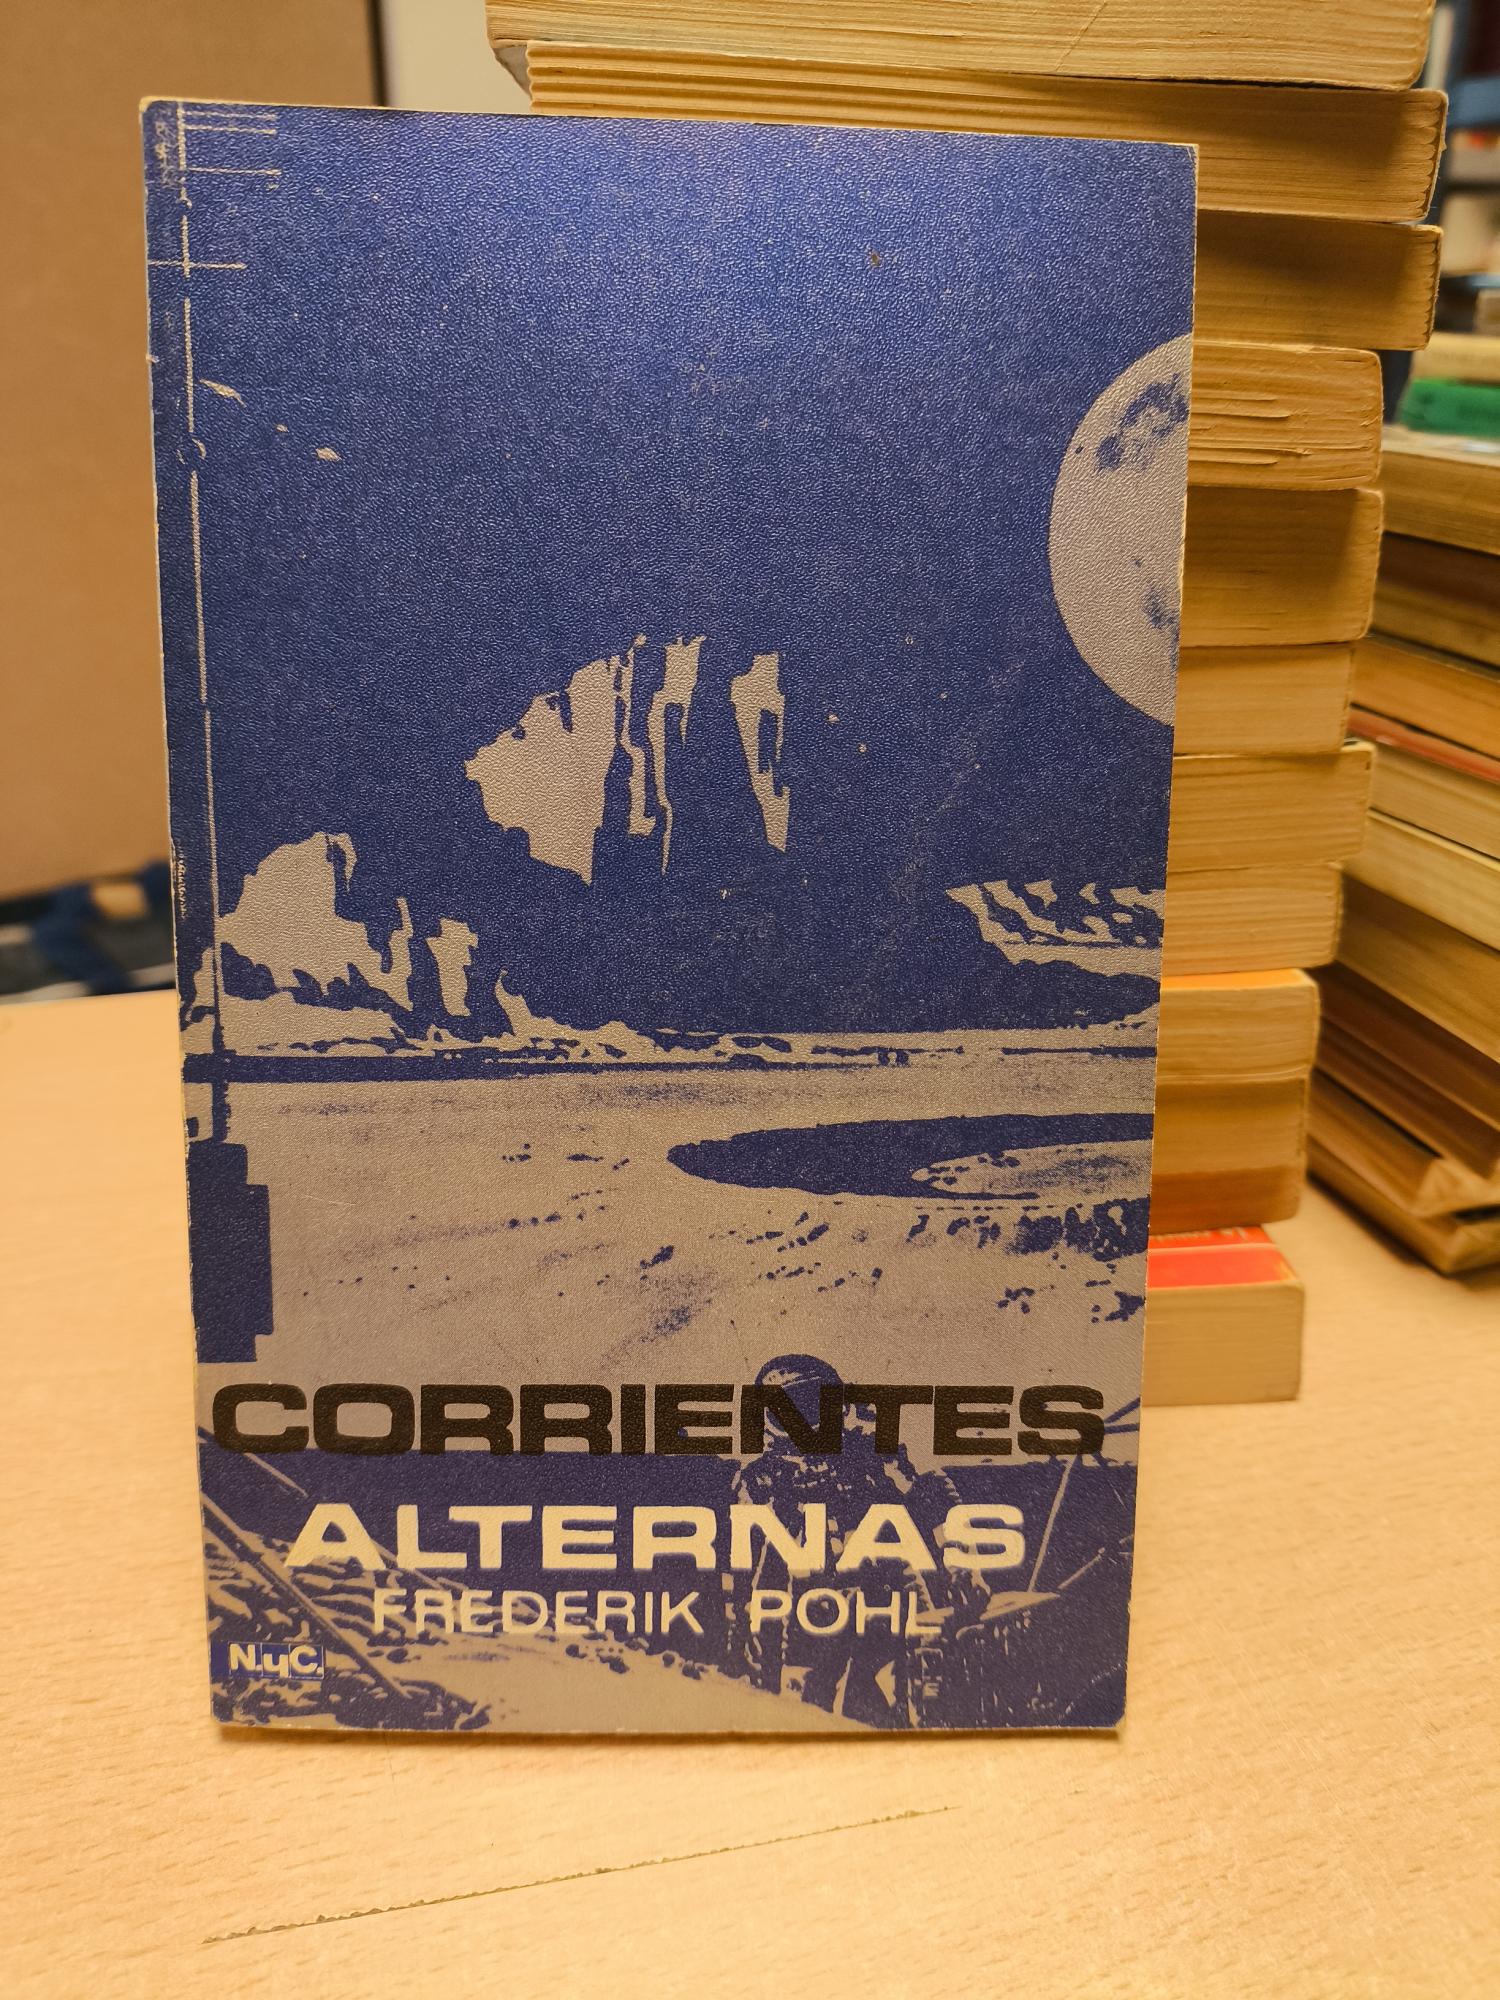 CORRIENTES
ALTERNAS
FREDERIK POHL
N.yC.